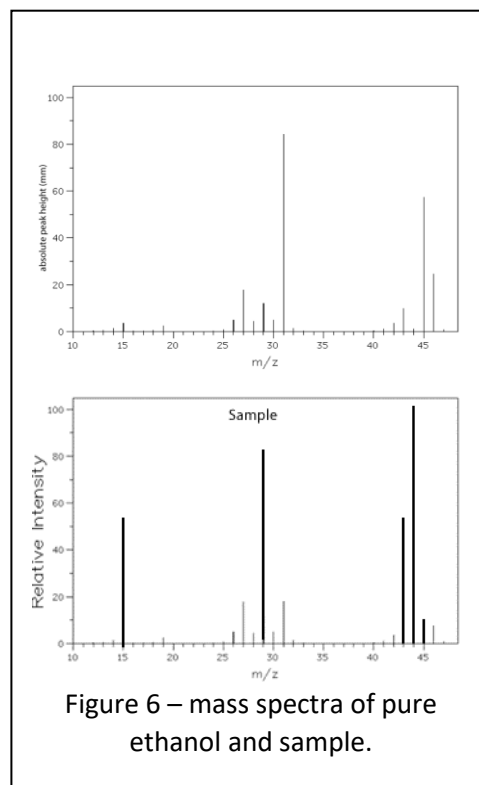 absolute peak height (mm)
100
80
60
40
20
0
10 15 20 25 30 35 40 45
m/z
Sample
Relative Intensity
100
80
60
40
20
0
10 15 20 25 30 35 40 45
m/z
Figure 6 – mass spectra of pure
ethanol and sample.